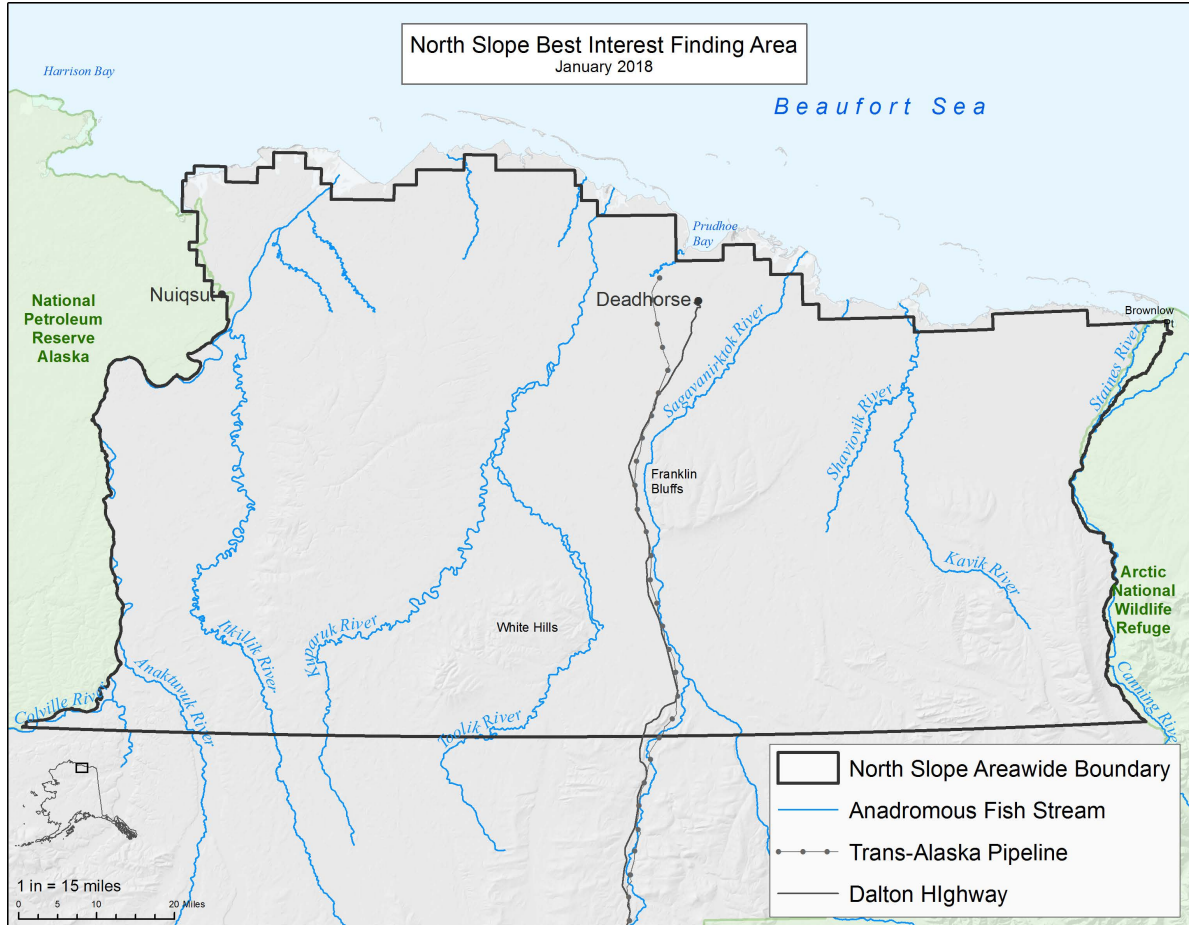 North Slope Best Interest Finding Area
January 2018
Harrison Bay
Beaufort Sea
Prudhoe
Bay
Nuiqsut
Deadhorse
National
Petroleum
Reserve
Alaska
Brownlow
Pt
Staines River
Sagavanirktok River
Shaviovik River
Franklin
Bluffs
Kavik River
Arctic
National
Wildlife
Refuge
White Hills
Kuparuk River
Itkillik River
Anaktuvuk River
Colville River
Toolik River
Canning River
North Slope Areawide Boundary
Anadromous Fish Stream
Trans-Alaska Pipeline
Dalton HIghway
1 in = 15 miles
0 5 10 20 Miles